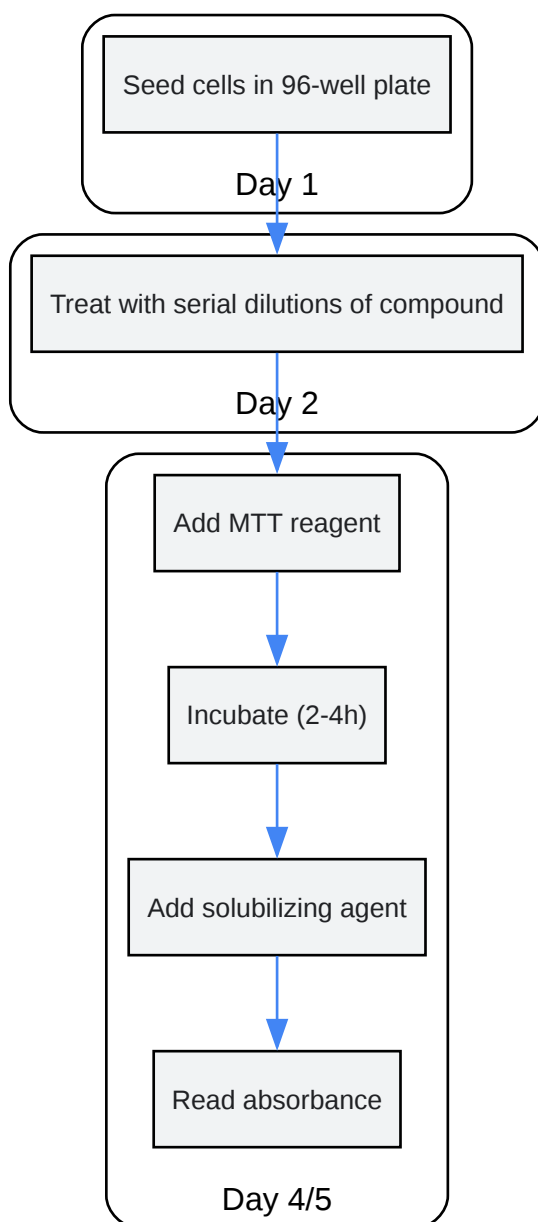 Seed cells in 96-well plate
Day 1
Treat with serial dilutions of compound
Day 2
Add MTT reagent
Incubate (2-4h)
Add solubilizing agent
Read absorbance
Day 4/5